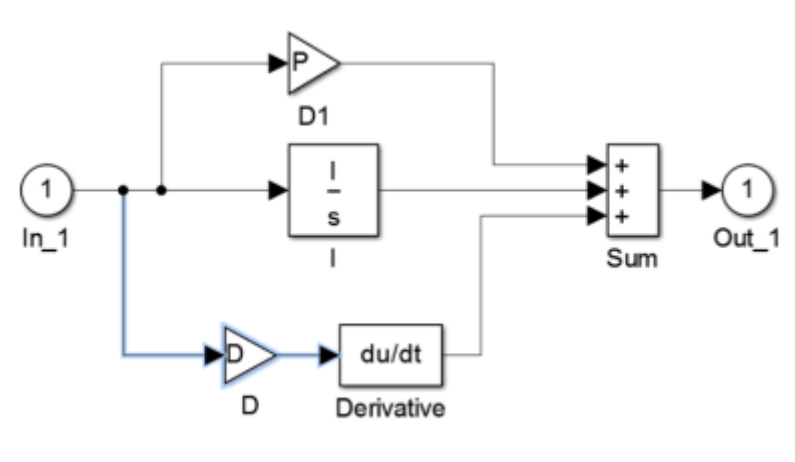 P
D1
1
In_1
I
s
I
+
+
+
Sum
1
Out_1
D
D
du/dt
Derivative